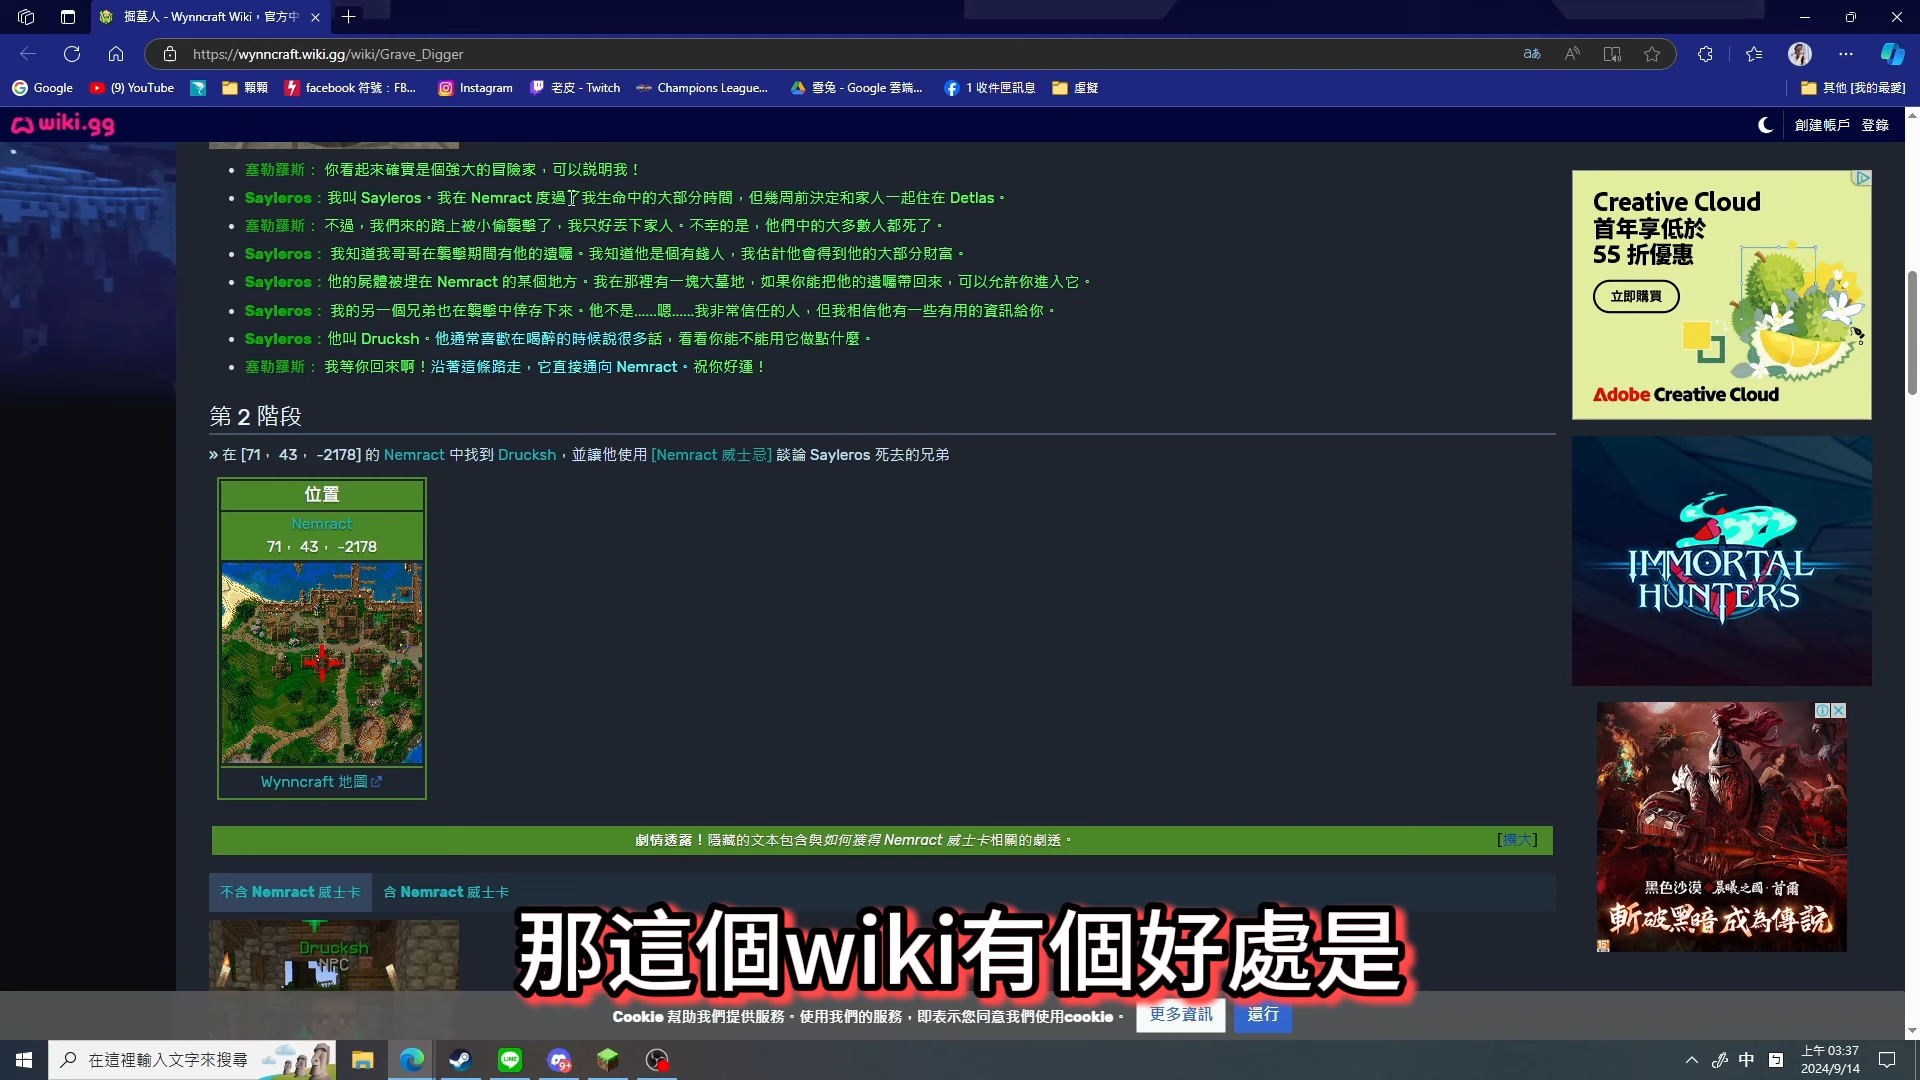 掘墓人 - Wynncraft Wiki，官方中
https://wynncraft.wiki.gg/wiki/Grave_Digger
Google
(9) YouTube
顆顆
facebook 符號：FB...
Instagram
老皮 - Twitch
Champions League...
雪兔 - Google 雲端...
1 收件匣訊息
虛擬
其他 [我的最愛]
wiki.gg
創建帳戶 登錄
塞勒羅斯： 你看起來確實是個強大的冒險家，可以説明我！
Sayleros：我叫 Sayleros。我在 Nemract 度過了我生命中的大部分時間，但幾周前決定和家人一起住在 Detlas。
塞勒羅斯： 不過，我們來的路上被小偷襲擊了，我只好丟下家人。不幸的是，他們中的大多數人都死了。
Sayleros： 我知道我哥哥在襲擊期間有他的遺囑。我知道他是個有錢人，我估計他會得到他的大部分財富。
Sayleros：他的屍體被埋在 Nemract 的某個地方。我在那裡有一塊大墓地，如果你能把他的遺囑帶回來，可以允許你進入它。
Sayleros： 我的另一個兄弟也在襲擊中倖存下來。他不是......嗯......我非常信任的人，但我相信他有一些有用的資訊給你。
Sayleros：他叫 Drucksh。他通常喜歡在喝醉的時候說很多話，看看你能不能用它做點什麼。
塞勒羅斯： 我等你回來啊！沿著這條路走，它直接通向 Nemract。祝你好運！
第 2 階段
» 在 [71， 43， -2178] 的 Nemract 中找到 Drucksh，並讓他使用 [Nemract 威士忌] 談論 Sayleros 死去的兄弟
位置
Nemract
71， 43， -2178
Wynncraft 地圖
劇情透露！隱藏的文本包含與如何獲得 Nemract 威士卡相關的劇透。
[擴大]
不含 Nemract 威士卡
含 Nemract 威士卡
Drucksh
NPC
Creative Cloud
首年享低於
55 折優惠
立即購買
Adobe Creative Cloud
IMMORTAL
HUNTERS
黑色沙漠 晨曦之國·首爾
斬破黑暗 成為傳說
15+
那這個wiki有個好處是
Cookie 幫助我們提供服務。使用我們的服務，即表示您同意我們使用cookie。
更多資訊
還行
在這裡輸入文字來搜尋
LINE
9+
中
上午 03:37
2024/9/14